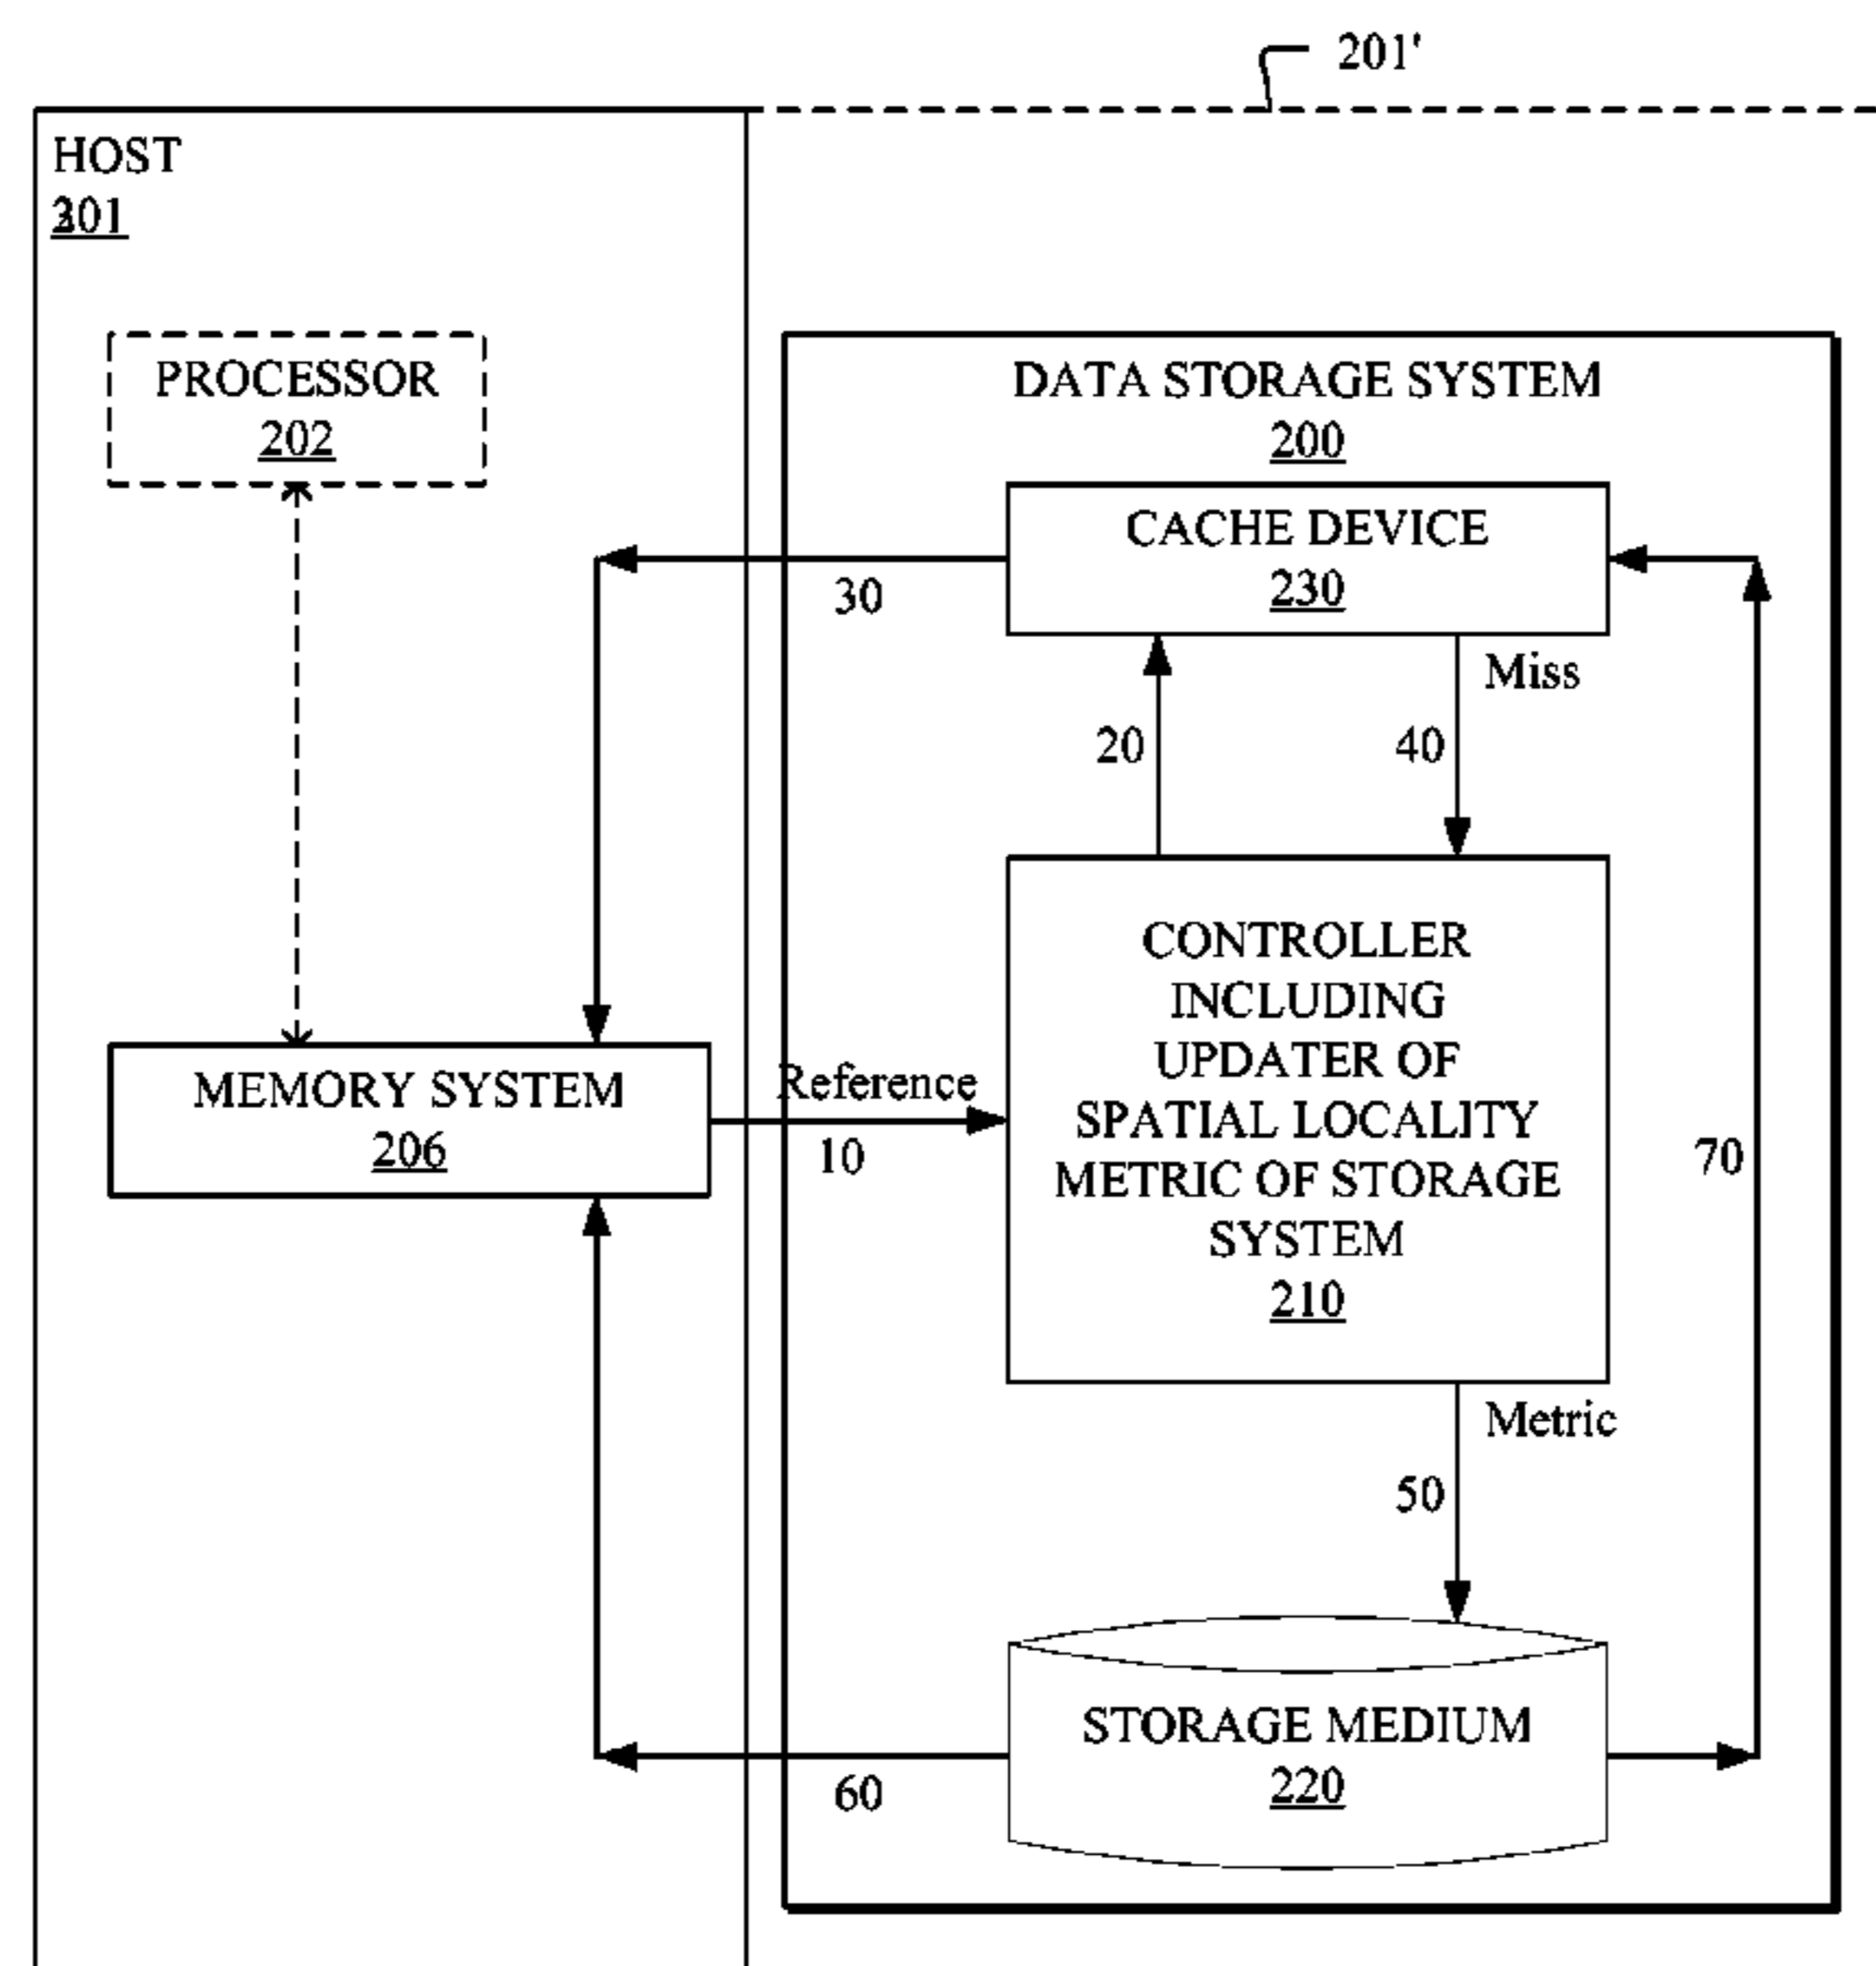 201'
HOST
201
PROCESSOR
202
DATA STORAGE SYSTEM
200
CACHE DEVICE
230
30
Miss
20
40
CONTROLLER
INCLUDING
UPDATER OF
SPATIAL LOCALITY
METRIC OF STORAGE
SYSTEM
210
MEMORY SYSTEM
206
Reference
10
70
Metric
50
STORAGE MEDIUM
220
60